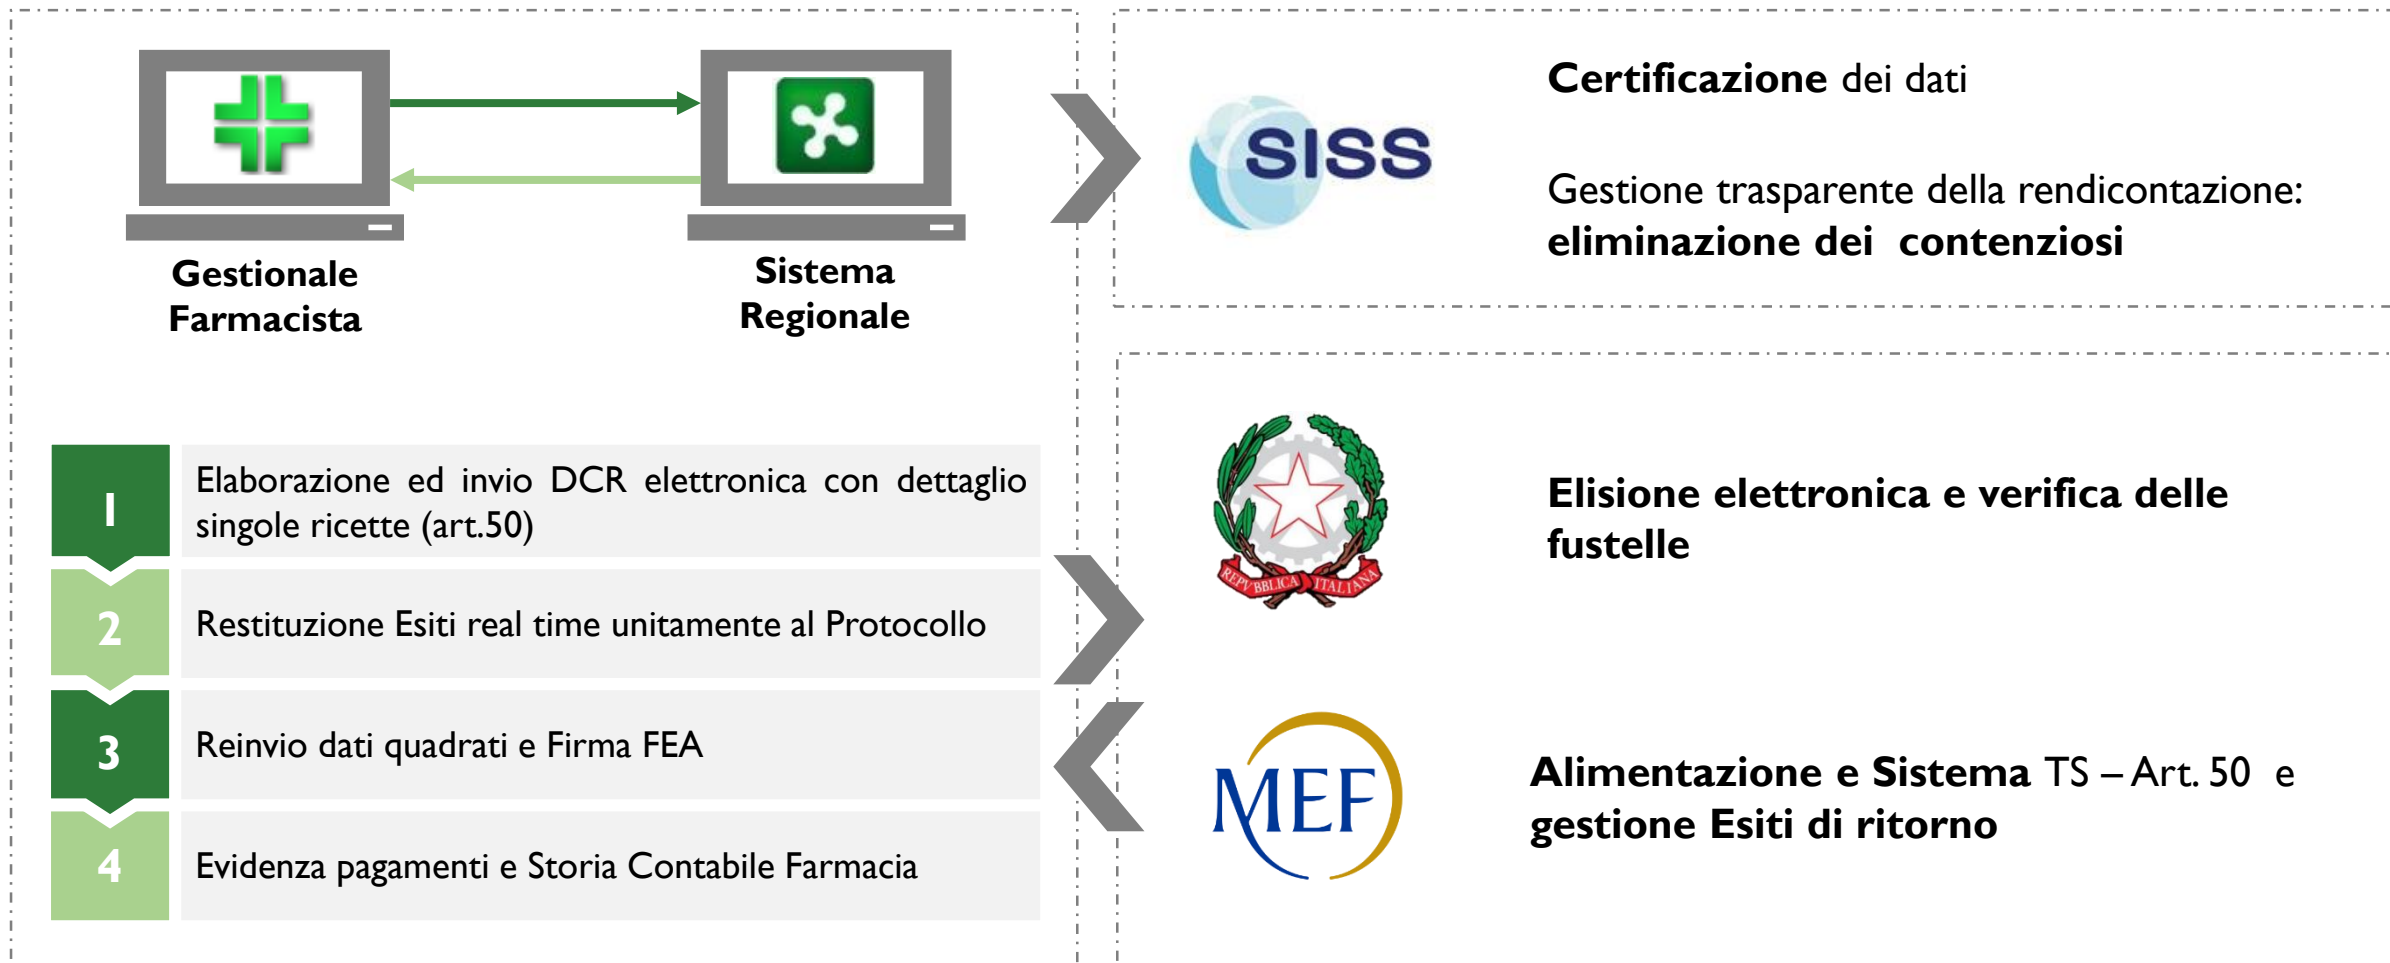 Gestionale
Farmacista
Sistema
Regionale
1
Elaborazione ed invio DCR elettronica con dettaglio
singole ricette (art.50)
2
Restituzione Esiti real time unitamente al Protocollo
3
Reinvio dati quadrati e Firma FEA
4
Evidenza pagamenti e Storia Contabile Farmacia
SISS
Certificazione dei dati
Gestione trasparente della rendicontazione:
eliminazione dei contenziosi
REPVBBLICA ITALIANA
Elisione elettronica e verifica delle
fustelle
MEF
Alimentazione e Sistema TS – Art. 50 e
gestione Esiti di ritorno